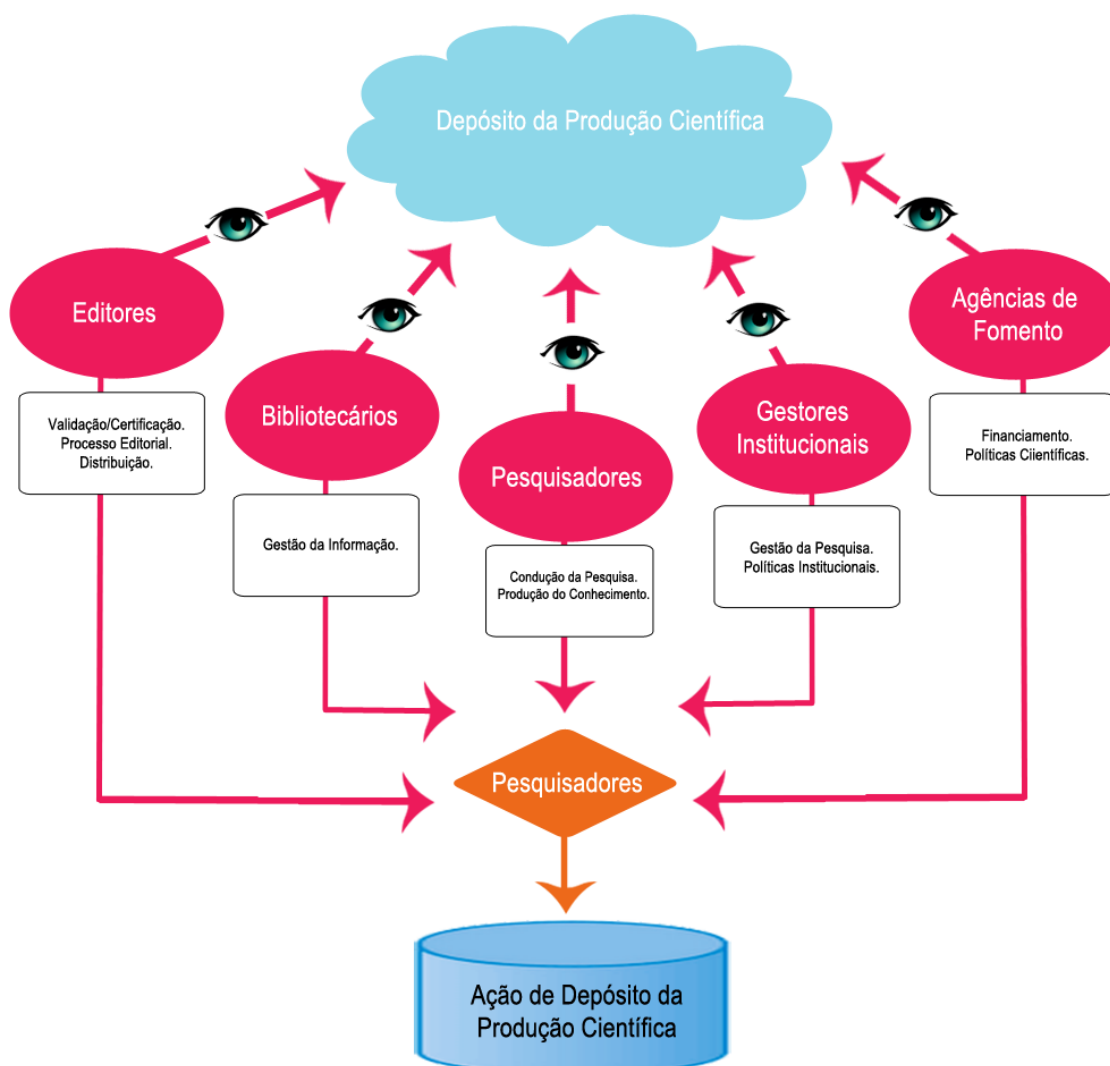 Depósito da Produção Científica
Editores
Validação/Certificação.
Processo Editorial.
Distribuição.
Bibliotecários
Gestão da Informação.
Pesquisadores
Condução da Pesquisa.
Produção do Conhecimento.
Gestores
Institucionais
Gestão da Pesquisa.
Políticas Institucionais.
Agências de
Fomento
Financiamento.
Políticas Ciientíficas.
Pesquisadores
Ação de Depósito da
Produção Científica